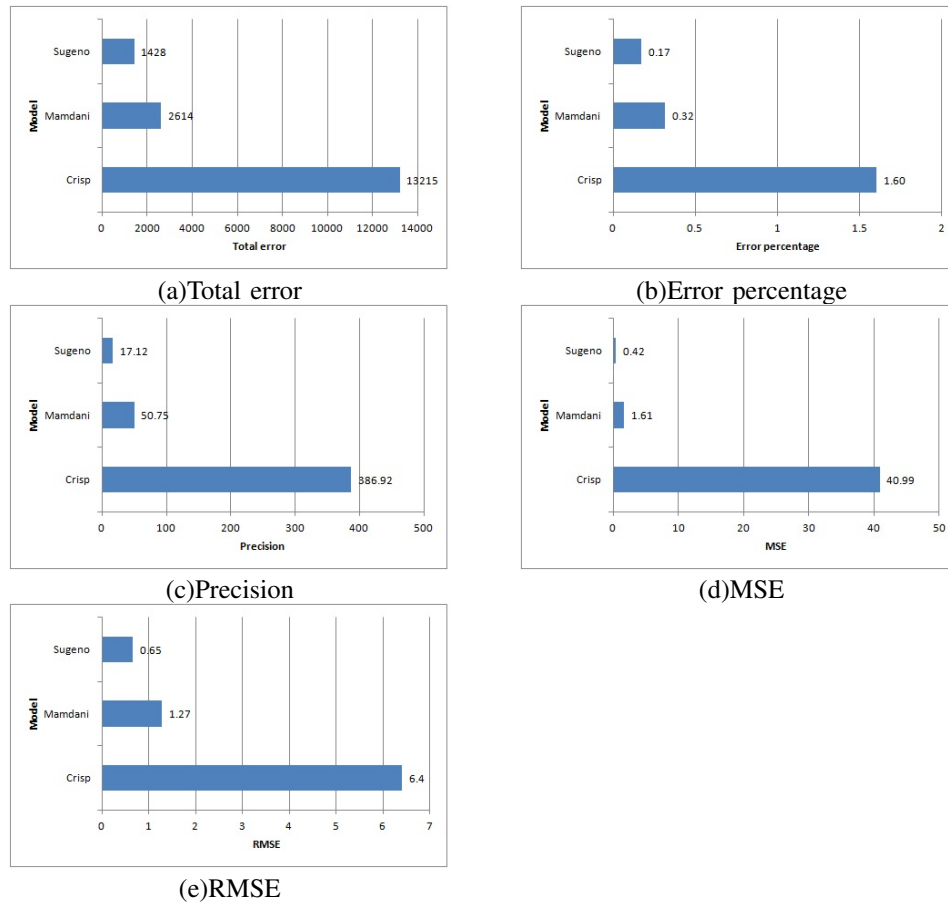 Model
Sugeno
1428
Mamdani
2614
Crisp
13215
0 2000 4000 6000 8000 10000 12000 14000
Total error
(a)Total error
Model
Sugeno
0.17
Mamdani
0.32
Crisp
1.60
0 0.5 1 1.5 2
Error percentage
(b)Error percentage
Model
Sugeno
17.12
Mamdani
50.75
Crisp
386.92
0 100 200 300 400 500
Precision
(c)Precision
Model
Sugeno
0.42
Mamdani
1.61
Crisp
40.99
0 10 20 30 40 50
MSE
(d)MSE
Model
Sugeno
0.65
Mamdani
1.27
Crisp
6.4
0 1 2 3 4 5 6 7
RMSE
(e)RMSE